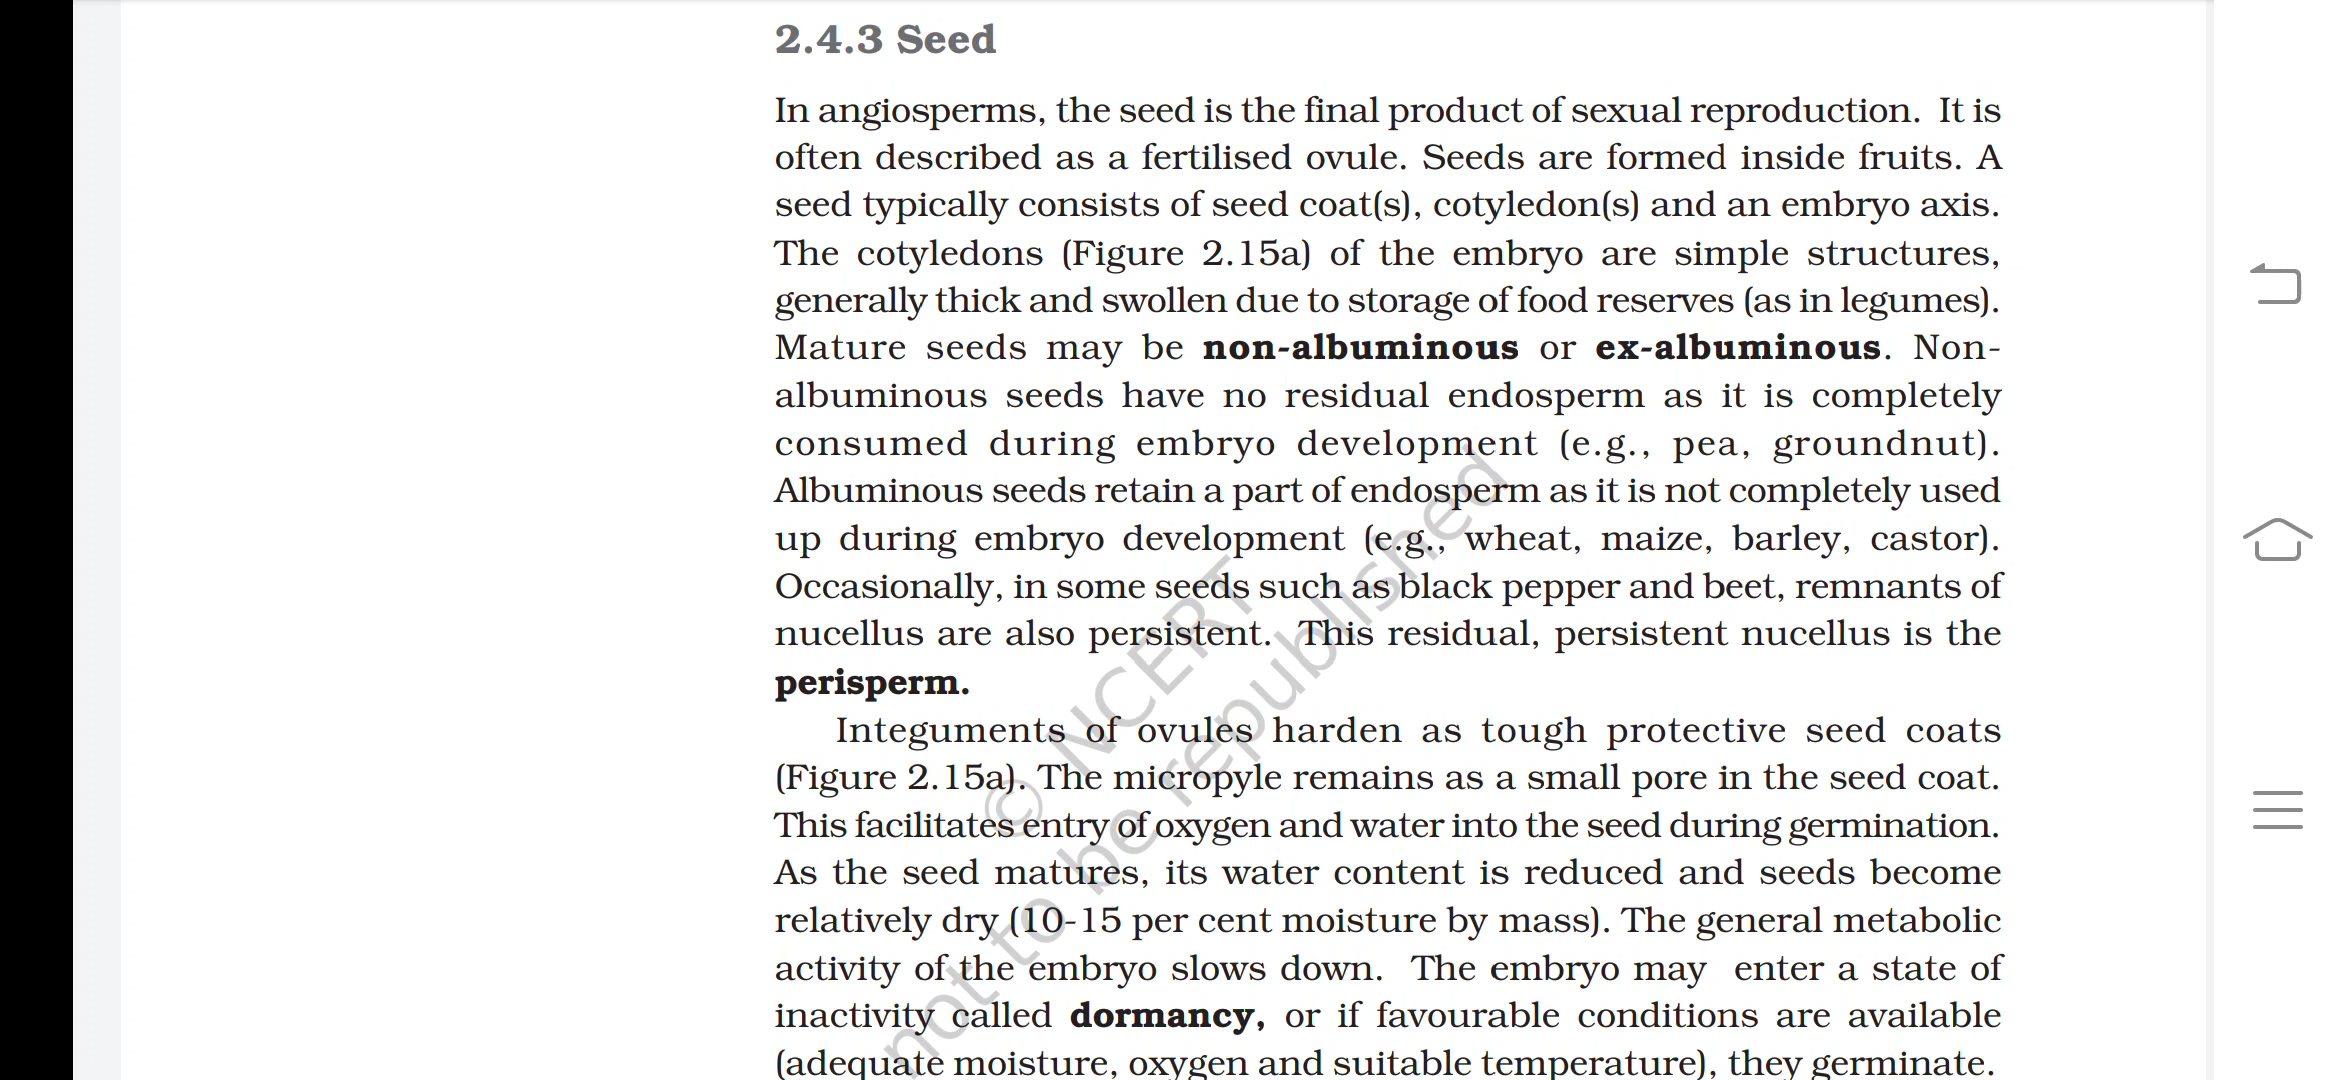 2.4.3 Seed
In angiosperms, the seed is the final product of sexual reproduction. It is
often described as a fertilised ovule. Seeds are formed inside fruits. A
seed typically consists of seed coat(s), cotyledon(s) and an embryo axis.
The cotyledons (Figure 2.15a) of the embryo are simple structures,
generally thick and swollen due to storage of food reserves (as in legumes).
Mature seeds may be non-albuminous or ex-albuminous. Non-
albuminous seeds have no residual endosperm as it is completely
consumed during embryo development (e.g., pea, groundnut).
Albuminous seeds retain a part of endosperm as it is not completely used
up during embryo development (e.g., wheat, maize, barley, castor).
Occasionally, in some seeds such as black pepper and beet, remnants of
nucellus are also persistent. This residual, persistent nucellus is the
perisperm.
Integuments of ovules harden as tough protective seed coats
(Figure 2.15a). The micropyle remains as a small pore in the seed coat.
This facilitates entry of oxygen and water into the seed during germination.
As the seed matures, its water content is reduced and seeds become
relatively dry (10-15 per cent moisture by mass). The general metabolic
activity of the embryo slows down. The embryo may enter a state of
inactivity called dormancy, or if favourable conditions are available
(adequate moisture, oxygen and suitable temperature), they germinate.
© NCERT
not to be republished